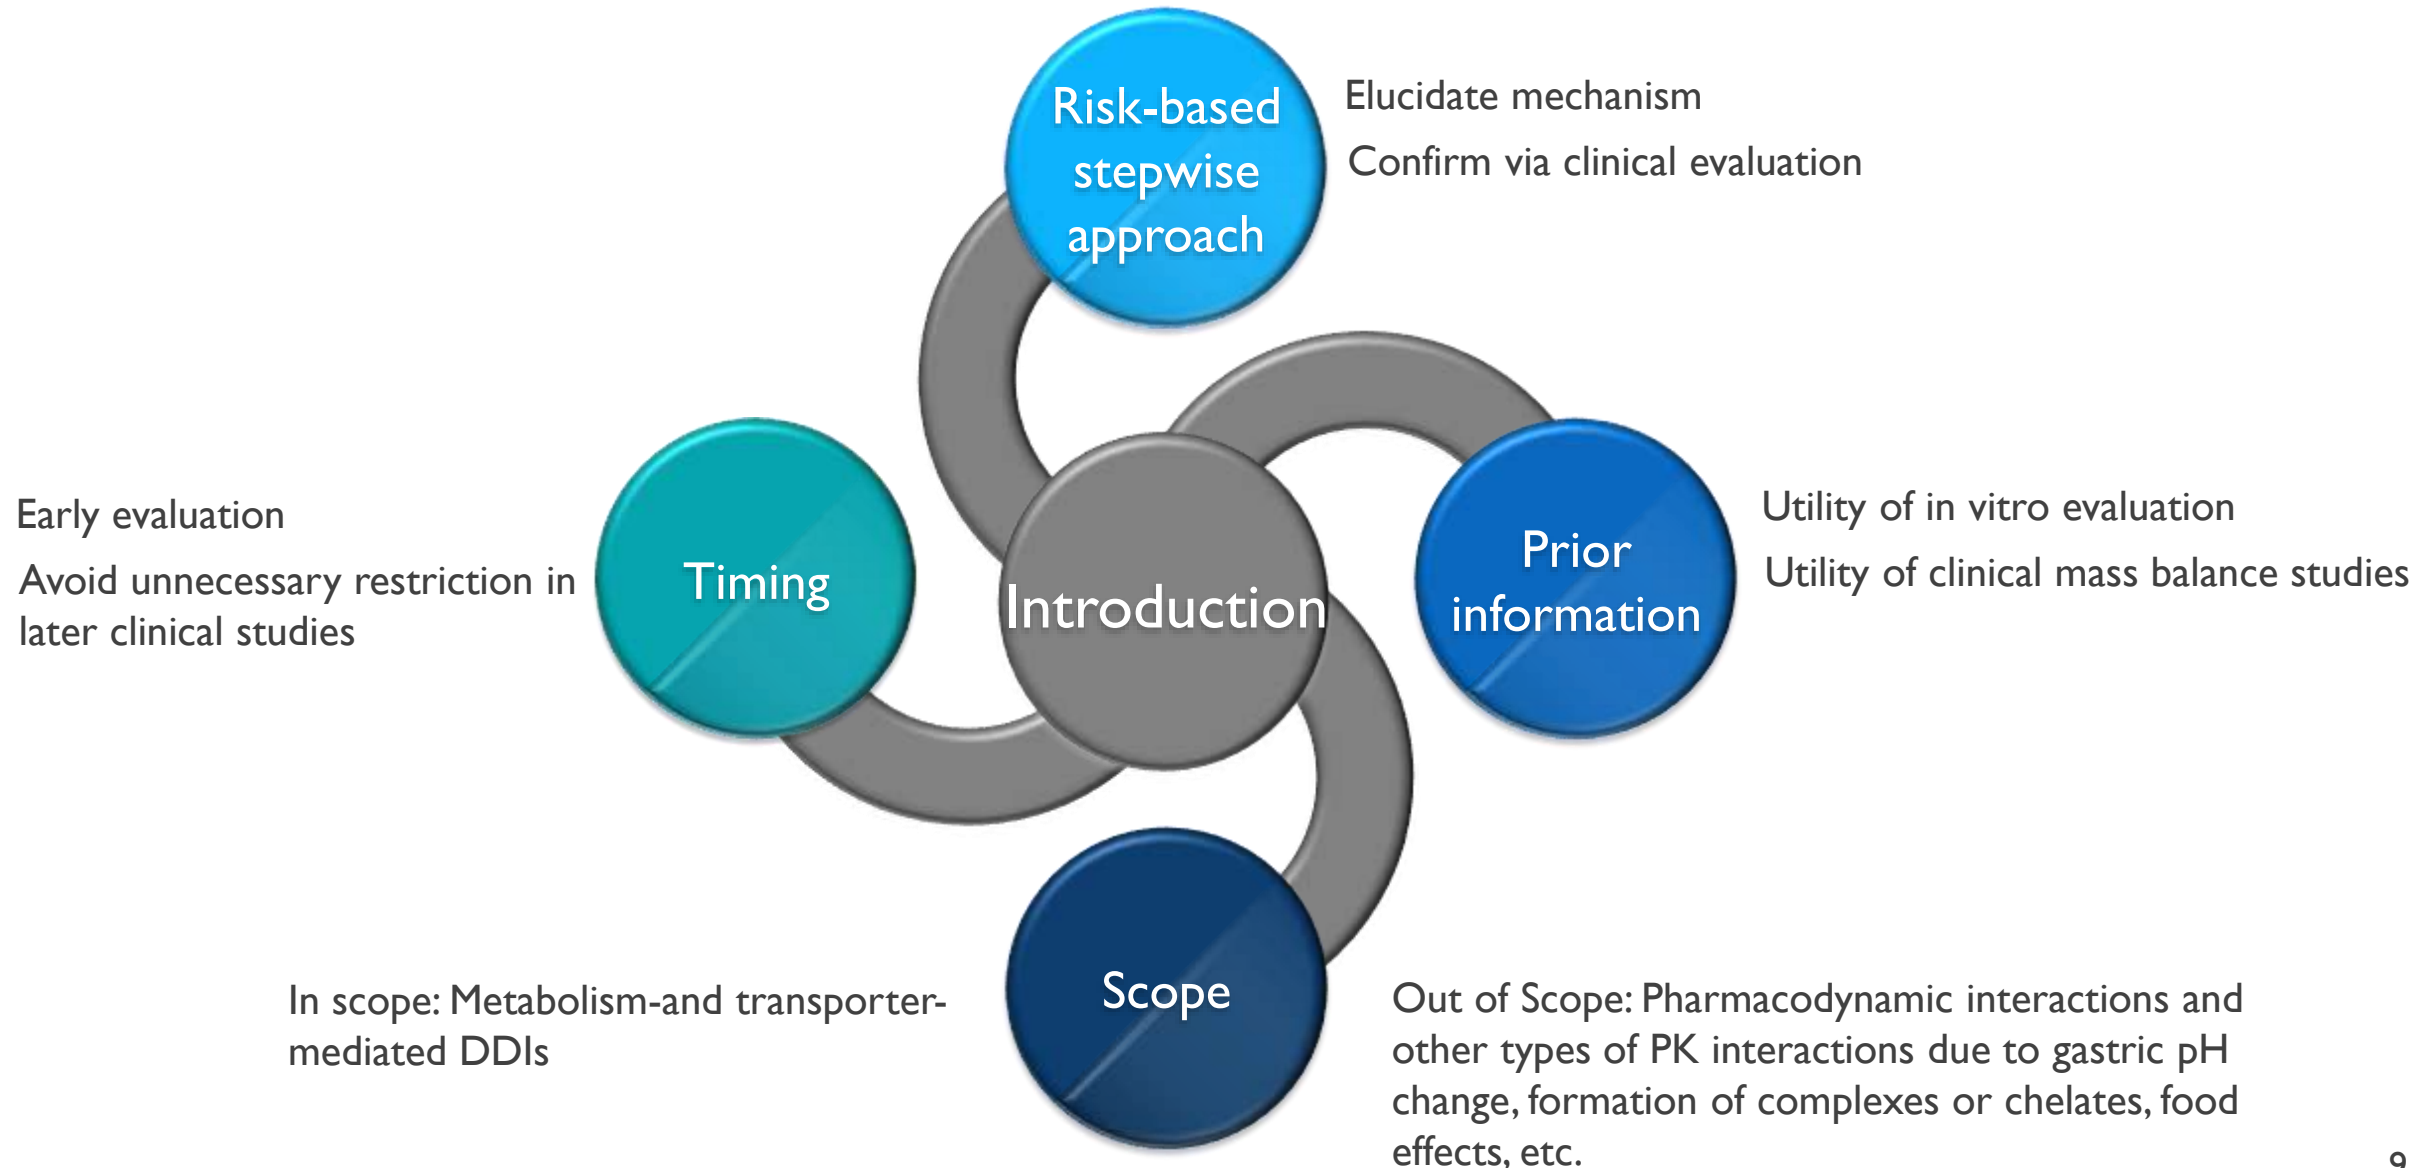 Risk-based
stepwise
approach
Elucidate mechanism
Confirm via clinical evaluation
Early evaluation
Avoid unnecessary restriction in
later clinical studies
Timing
Introduction
Prior
information
Utility of in vitro evaluation
Utility of clinical mass balance studies
In scope: Metabolism-and transporter-
mediated DDIs
Scope
Out of Scope: Pharmacodynamic interactions and
other types of PK interactions due to gastric pH
change, formation of complexes or chelates, food
effects, etc.
9